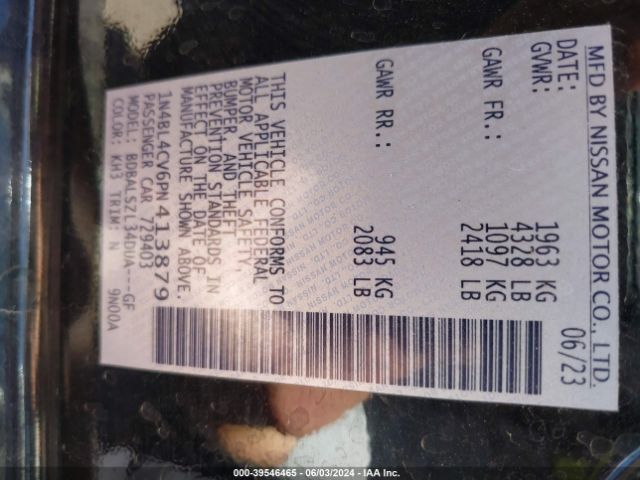 MFD BY NISSAN MOTOR CO., LTD.
DATE: 06/23
GVWR: 1963 KG
4328 LB
GAWR FR.: 1097 KG
2418 LB
GAWR RR.: 945 KG
2083 LB
THIS VEHICLE CONFORMS TO
ALL APPLICABLE FEDERAL
MOTOR VEHICLE SAFETY,
BUMPER, AND THEFT
PREVENTION STANDARDS IN
EFFECT ON THE DATE OF
MANUFACTURE SHOWN ABOVE.
1N4BL4CV6PN413879
PASSENGER CAR 729403
MODEL: BDBALSZL34DUA---GF
COLOR: KH3 TRIM: N 9N00A
000-39546465 - 06/03/2024 - IAA Inc.